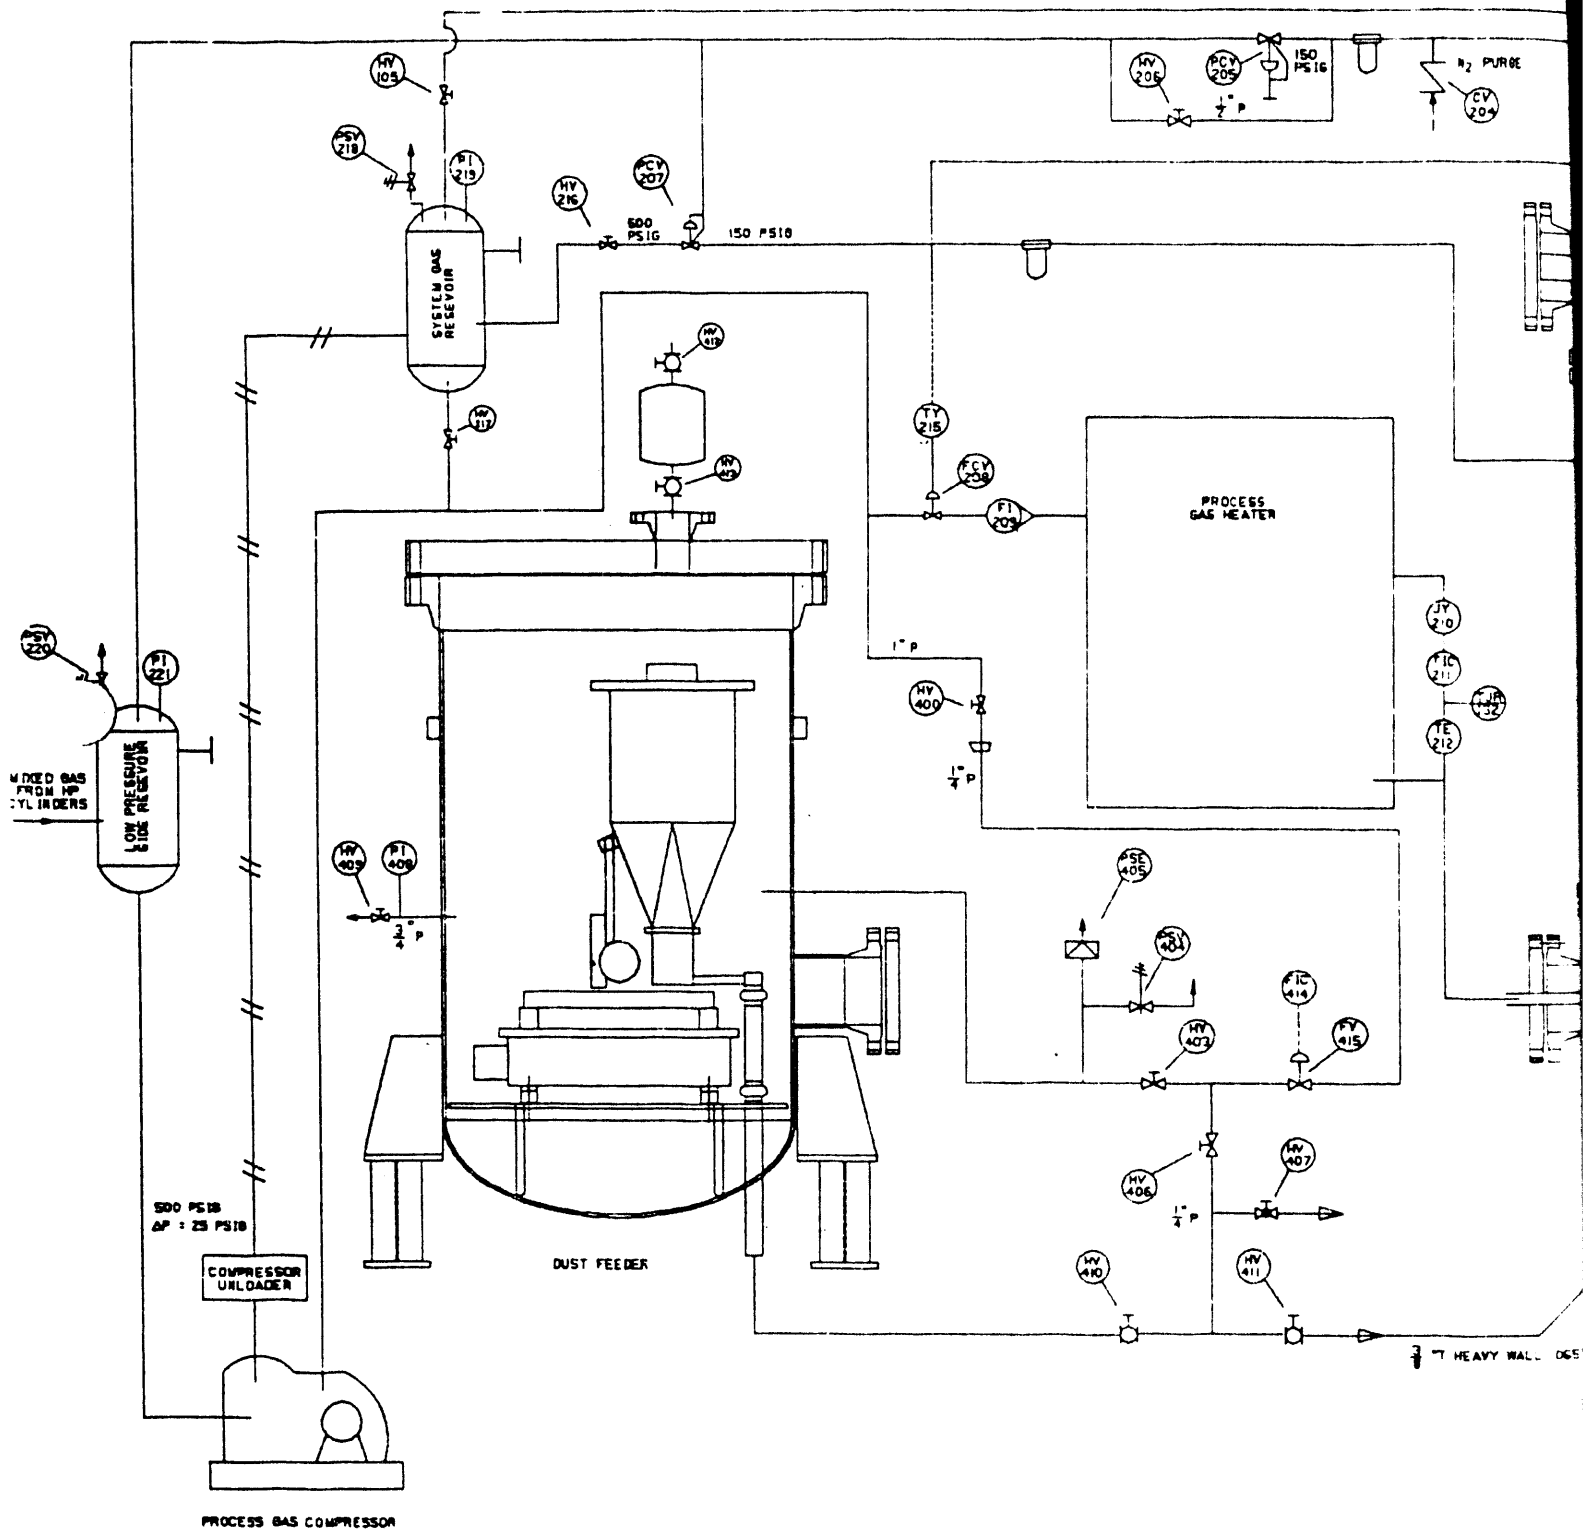 HV
105
HV
206
PCV
205
150
PSIG
1/2" P
N2 PURGE
CV
204
PSV
218
PI
219
PCV
207
HV
216
500
PSIG
150 PSIG
SYSTEM GAS
RESEVOIR
HV
412
HV
217
HV
413
TY
215
FCV
208
FI
209
PROCESS
GAS HEATER
JY
210
TIC
211
TE
212
PSV
220
PI
221
1" P
HV
400
1/4" P
MIXED GAS
FROM HP
CYLINDERS
LOW PRESSURE
SIDE RESEVOIR
HV
409
PI
408
3/4" P
PSE
405
PSV
404
FIC
414
HV
403
FV
415
HV
406
HV
407
1/4" P
500 PSIG
ΔP = 25 PSIG
COMPRESSOR
UNLOADER
DUST FEEDER
HV
410
HV
411
"T HEAVY WALL
PROCESS GAS COMPRESSOR